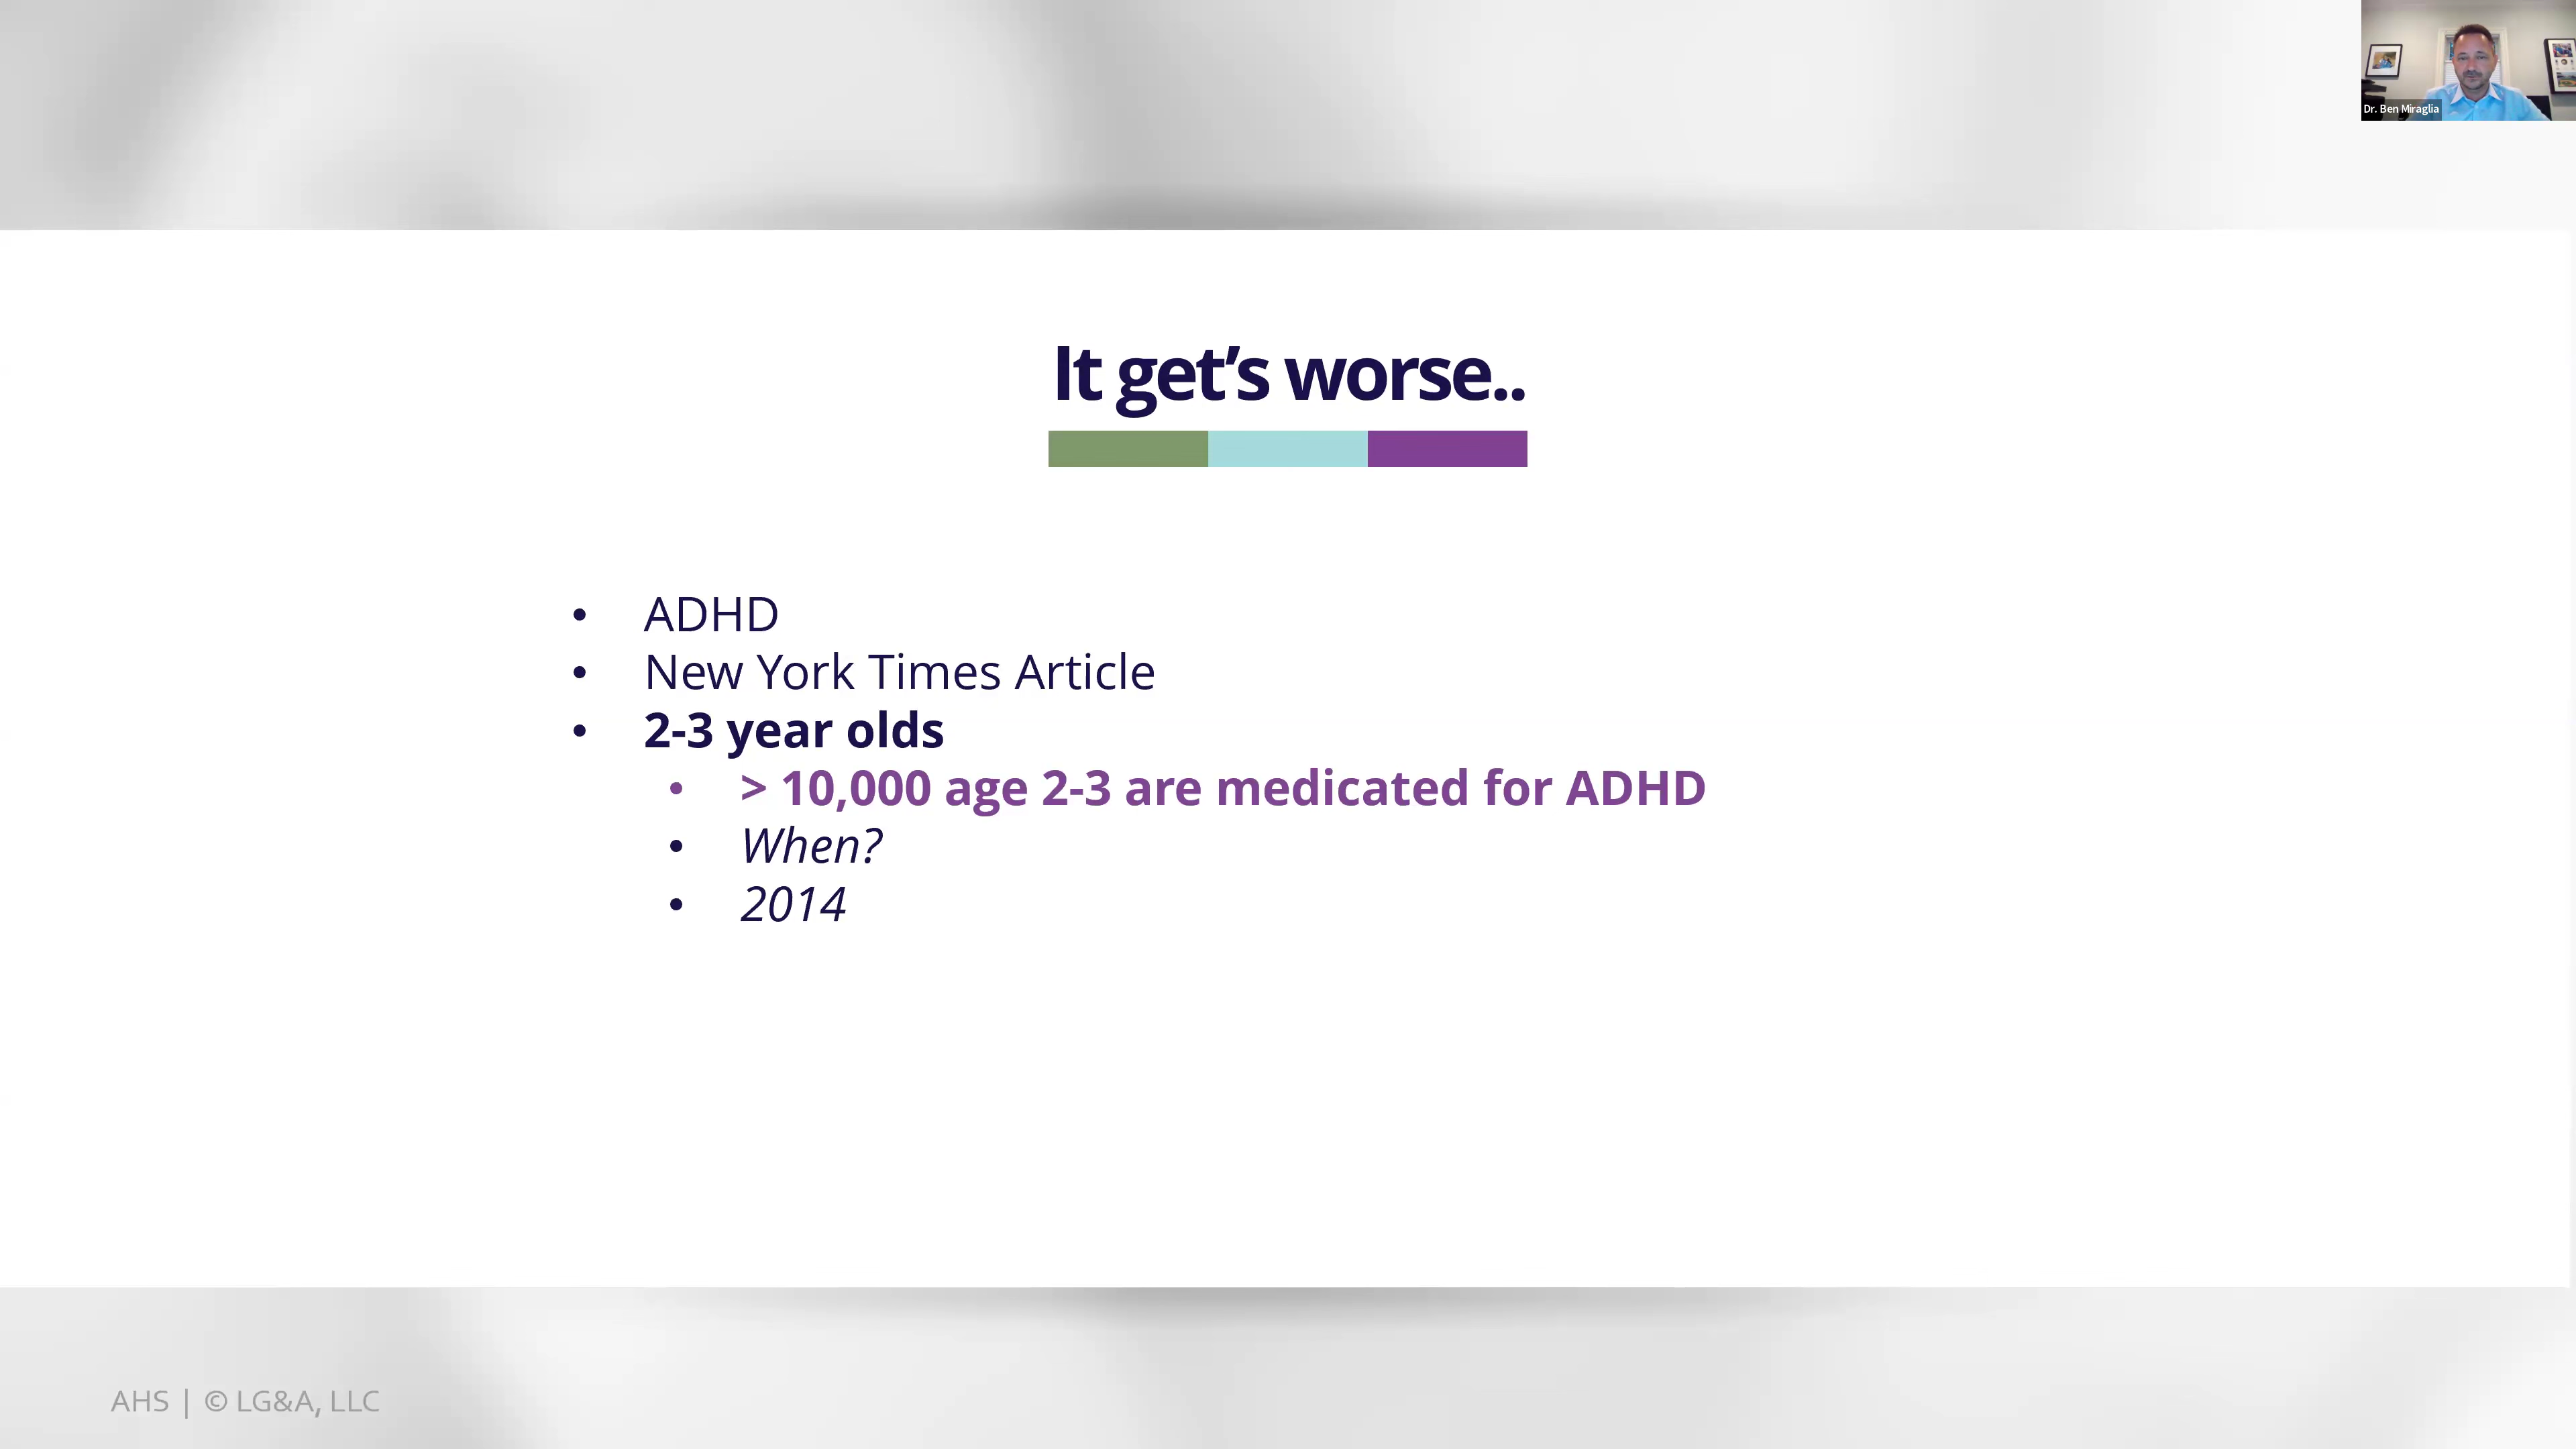 Dr. Ben Miraglia
It get’s worse..
• ADHD
• New York Times Article
• 2-3 year olds
• > 10,000 age 2-3 are medicated for ADHD
• When?
• 2014
AHS | © LG&A, LLC